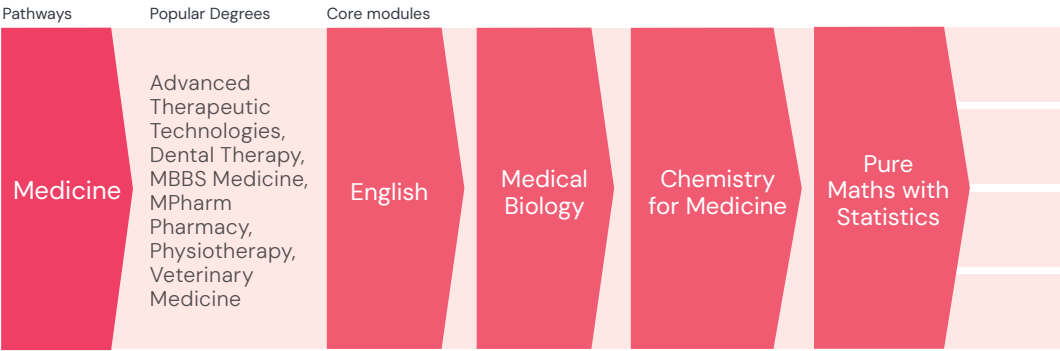 Pathways
Popular Degrees
Core modules
Medicine
Advanced
Therapeutic
Technologies,
Dental Therapy,
MBBS Medicine,
MPharm
Pharmacy,
Physiotherapy,
Veterinary
Medicine
English
Medical
Biology
Chemistry
for Medicine
Pure
Maths with
Statistics